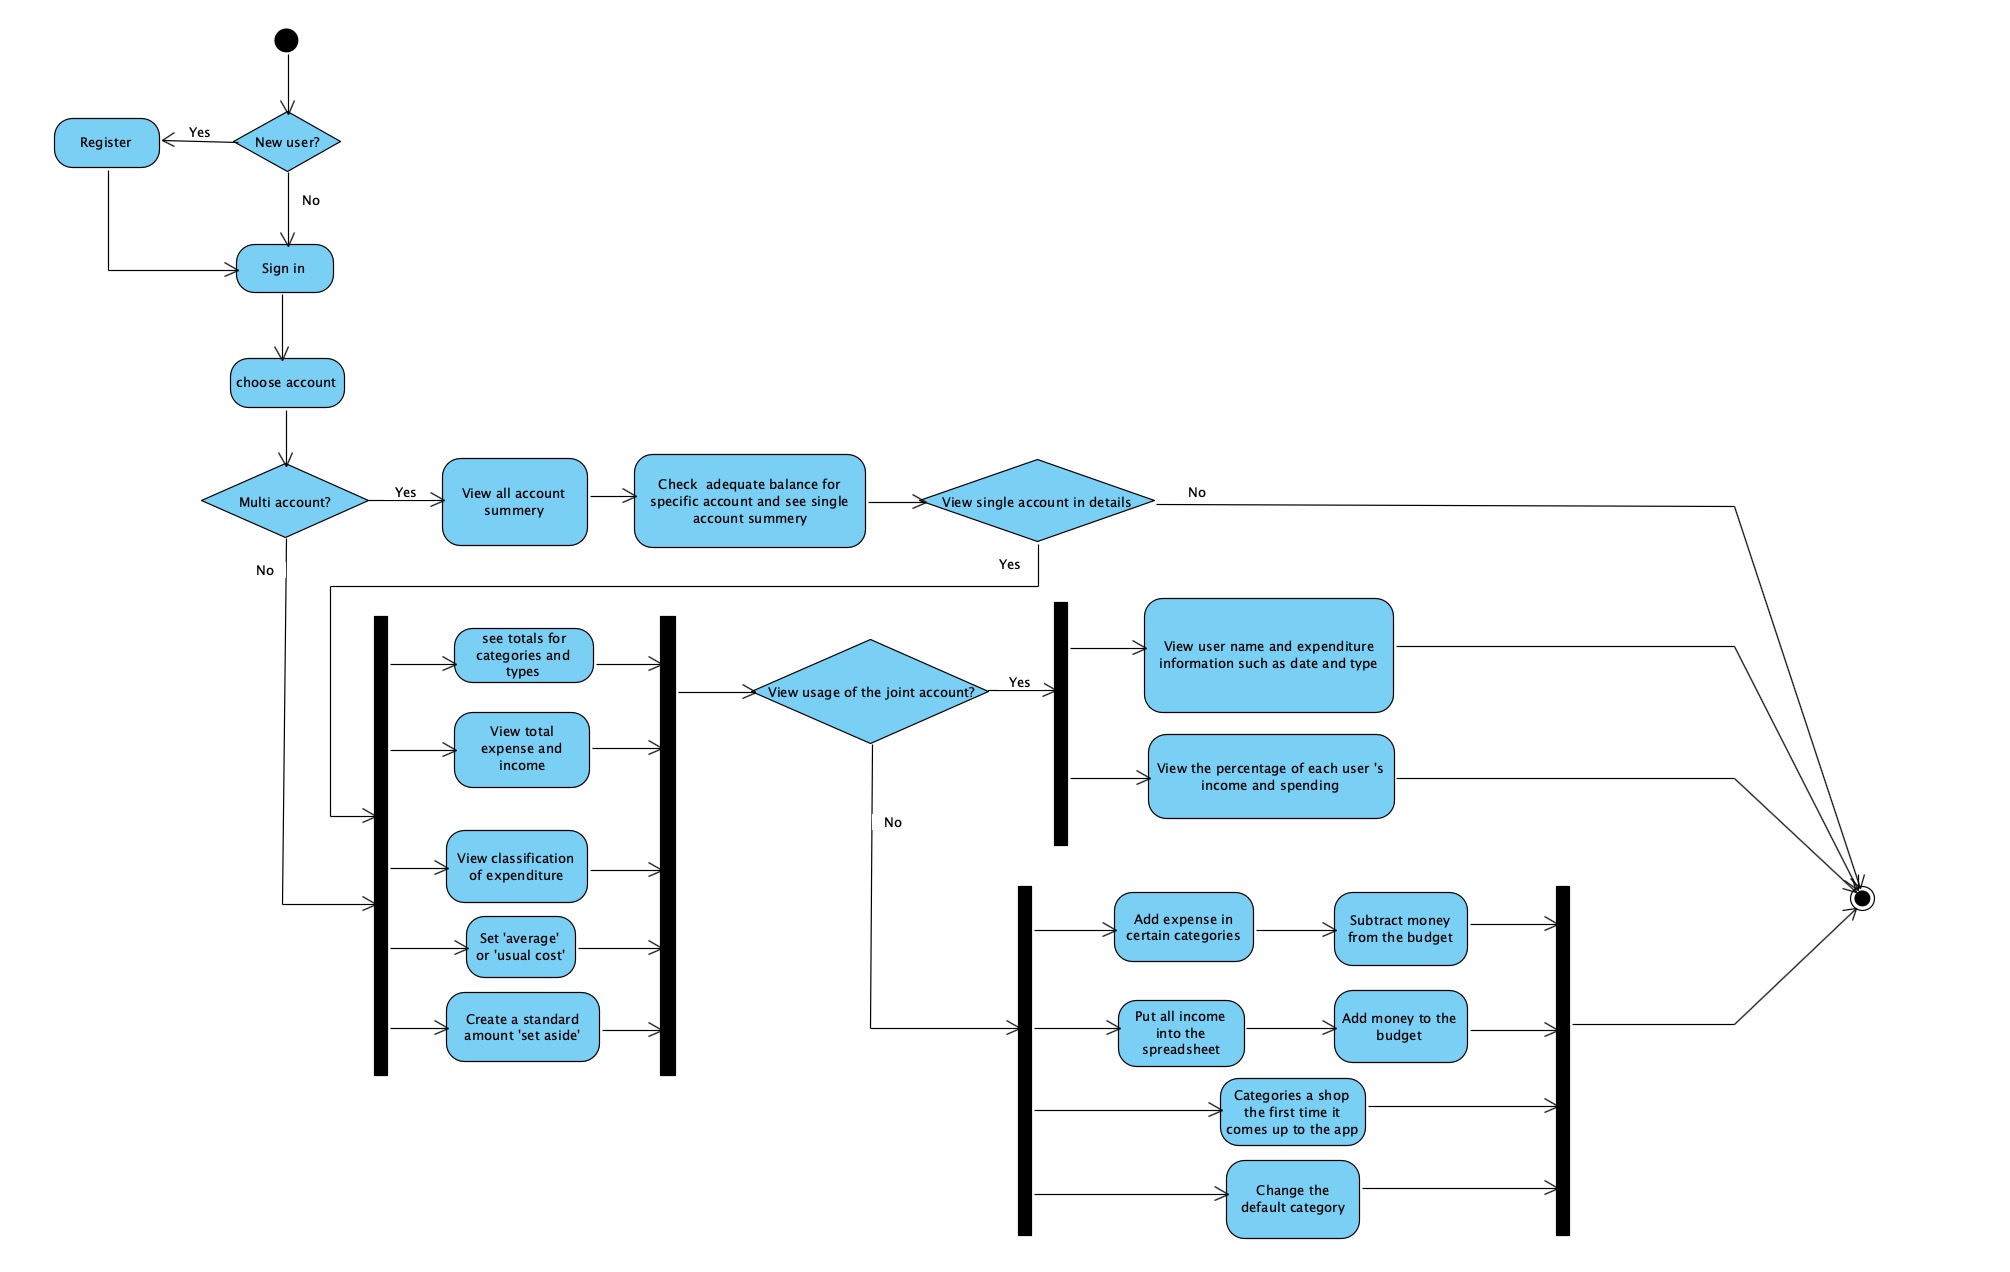 New user?
Yes
Register
No
Sign in
choose account
Multi account?
Yes
View all account
summery
Check  adequate balance for
specific account and see single
account summery
View single account in details
No
No
Yes
see totals for
categories and
types
View total
expense and
income
View classification
of expenditure
Set 'average'
or 'usual cost'
Create a standard
amount 'set aside'
View usage of the joint account?
Yes
No
View user name and expenditure
information such as date and type
View the percentage of each user 's
income and spending
Add expense in
certain categories
Subtract money
from the budget
Put all income
into the
spreadsheet
Add money to the
budget
Categories a shop
the first time it
comes up to the app
Change the
default category